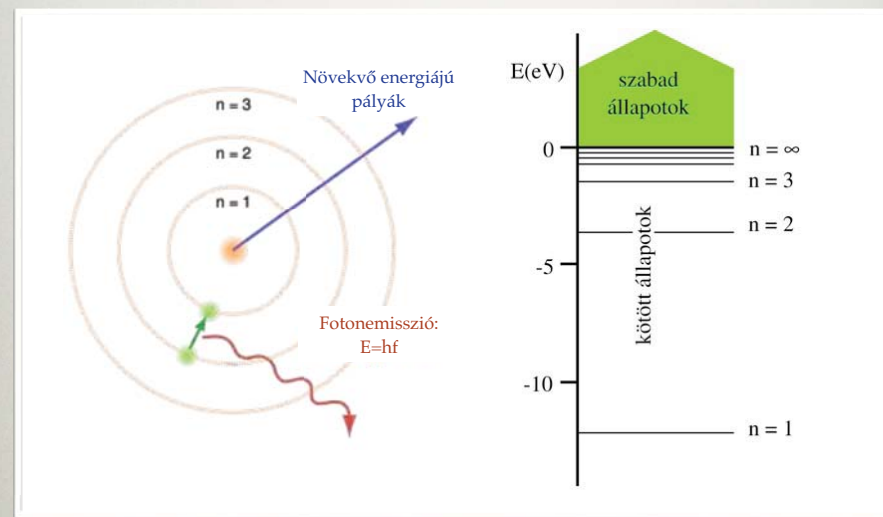 Növekvő energiájú
pályák
n = 3
n = 2
n = 1
Fotonemisszió:
E=hf
E(eV)
szabad
állapotok
0
n = ∞
n = 3
n = 2
kötött állapotok
-5
-10
n = 1